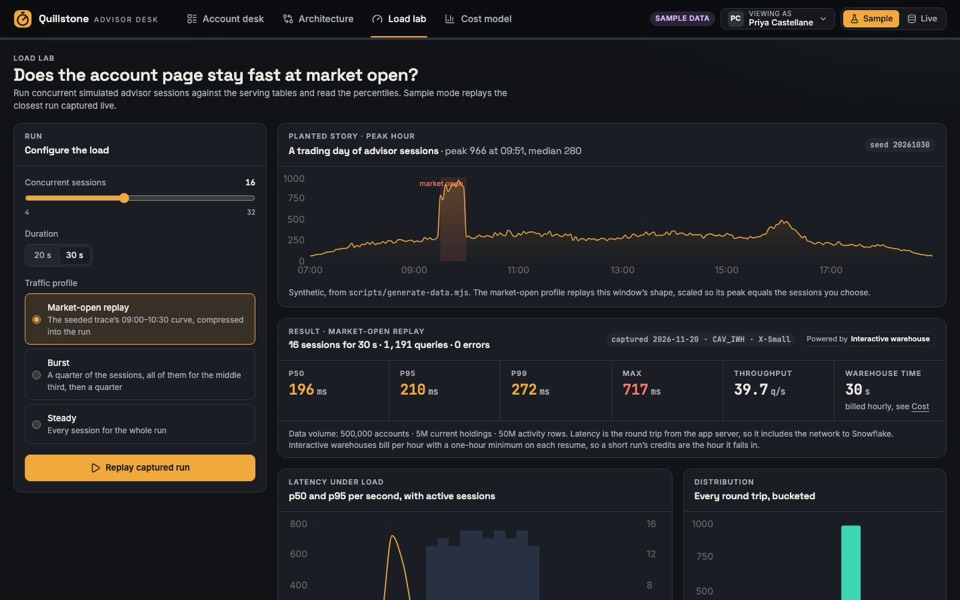 Quillstone ADVISOR DESK
Account desk
Architecture
Load lab
Cost model
SAMPLE DATA
PC
VIEWING AS
Priya Castellane
Sample
Live
LOAD LAB
Does the account page stay fast at market open?
Run concurrent simulated advisor sessions against the serving tables and read the percentiles. Sample mode replays the
closest run captured live.
RUN
Configure the load
Concurrent sessions 16
4 32
Duration
20 s 30 s
Traffic profile
Market-open replay
The seeded trace's 09:00–10:30 curve, compressed
into the run
Burst
A quarter of the sessions, all of them for the middle
third, then a quarter
Steady
Every session for the whole run
Replay captured run
PLANTED STORY · PEAK HOUR
A trading day of advisor sessions · peak 966 at 09:51, median 280
seed 20261030
1000
750
500
250
0
market open
07:00 09:00 11:00 13:00 15:00 17:00
Synthetic, from scripts/generate-data.mjs. The market-open profile replays this window's shape, scaled so its peak equals the sessions you choose.
RESULT · MARKET-OPEN REPLAY
16 sessions for 30 s · 1,191 queries · 0 errors
captured 2026-11-20 · CAV_IWH · X-Small
Powered by Interactive warehouse
P50
196 ms
P95
210 ms
P99
272 ms
MAX
717 ms
THROUGHPUT
39.7 q/s
WAREHOUSE TIME
30 s
billed hourly, see Cost
Data volume: 500,000 accounts · 5M current holdings · 50M activity rows. Latency is the round trip from the app server, so it includes the network to Snowflake.
Interactive warehouses bill per hour with a one-hour minimum on each resume, so a short run's credits are the hour it falls in.
LATENCY UNDER LOAD
p50 and p95 per second, with active sessions
800 16
600 12
400 8
DISTRIBUTION
Every round trip, bucketed
1000
750
500